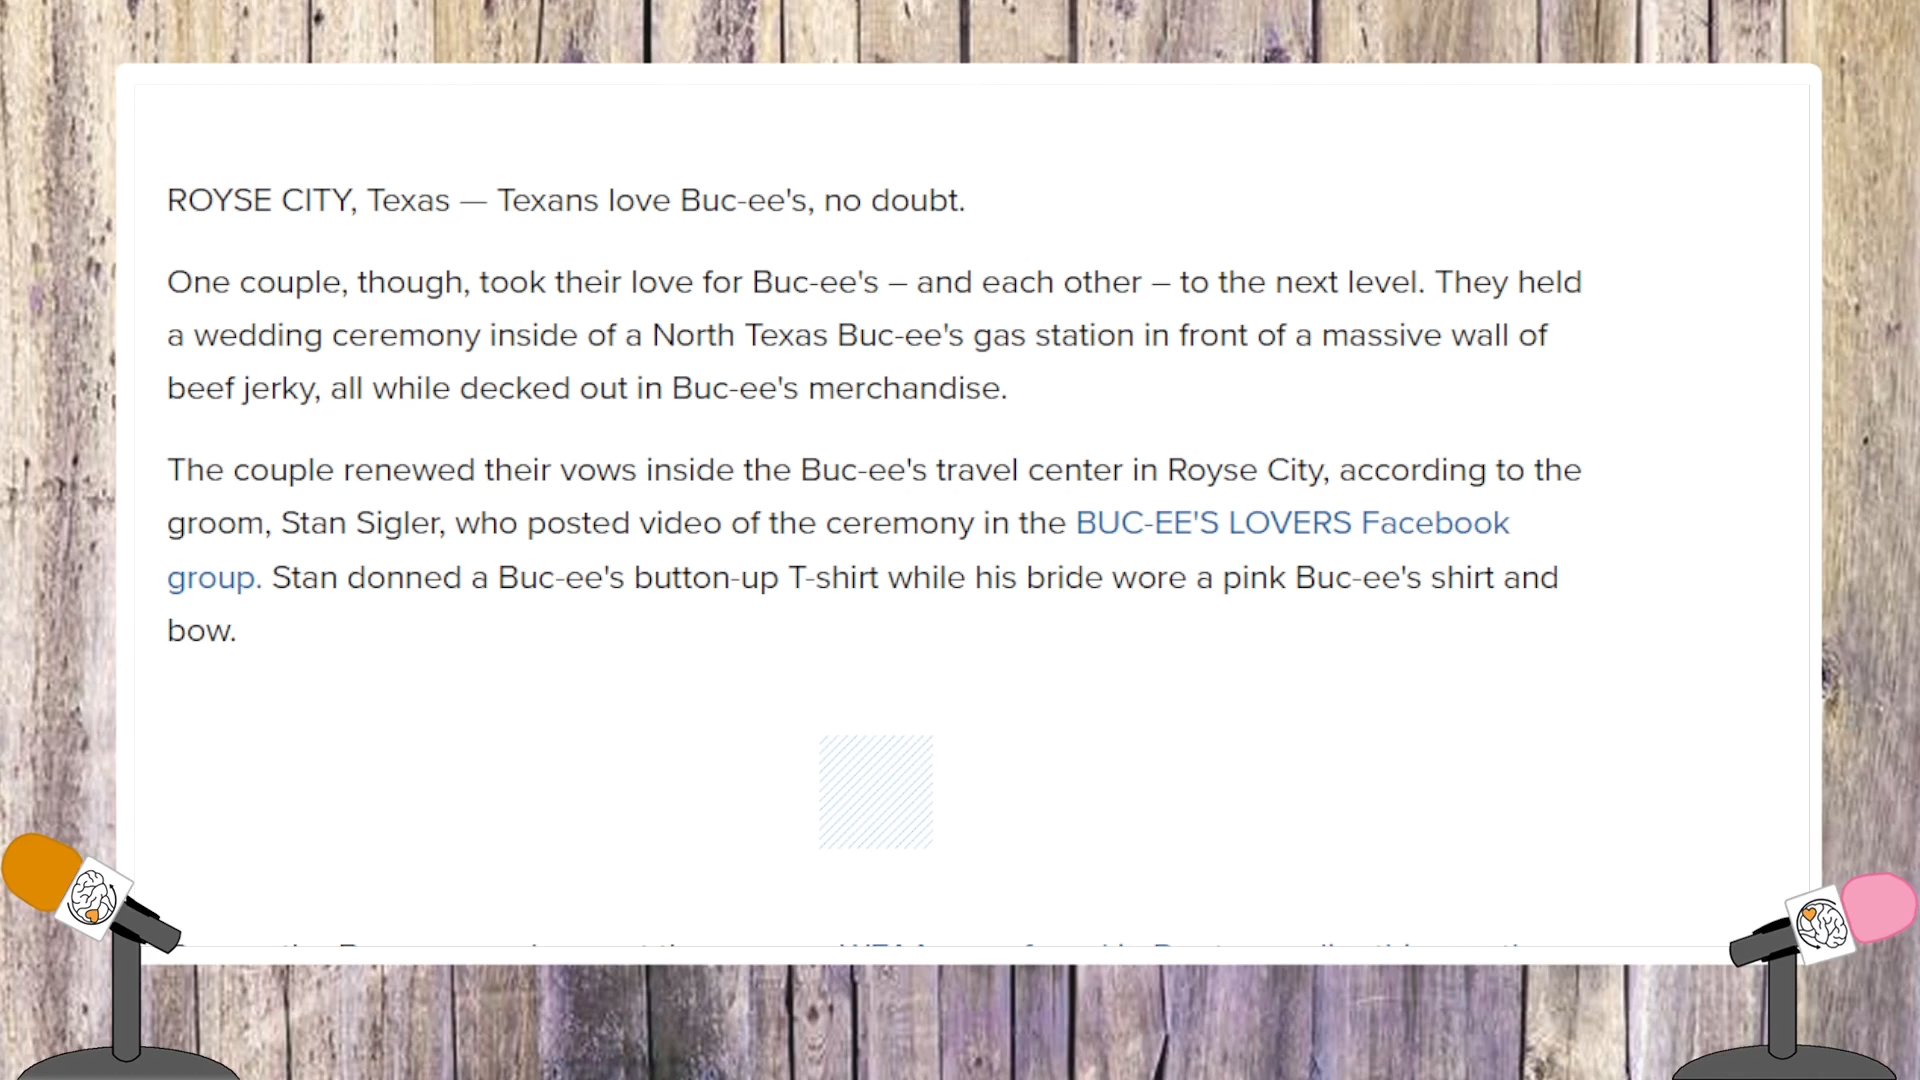 ROYSE CITY, Texas — Texans love Buc-ee's, no doubt.
One couple, though, took their love for Buc-ee's – and each other – to the next level. They held
a wedding ceremony inside of a North Texas Buc-ee's gas station in front of a massive wall of
beef jerky, all while decked out in Buc-ee's merchandise.
The couple renewed their vows inside the Buc-ee's travel center in Royse City, according to the
groom, Stan Sigler, who posted video of the ceremony in the BUC-EE'S LOVERS Facebook
group. Stan donned a Buc-ee's button-up T-shirt while his bride wore a pink Buc-ee's shirt and
bow.